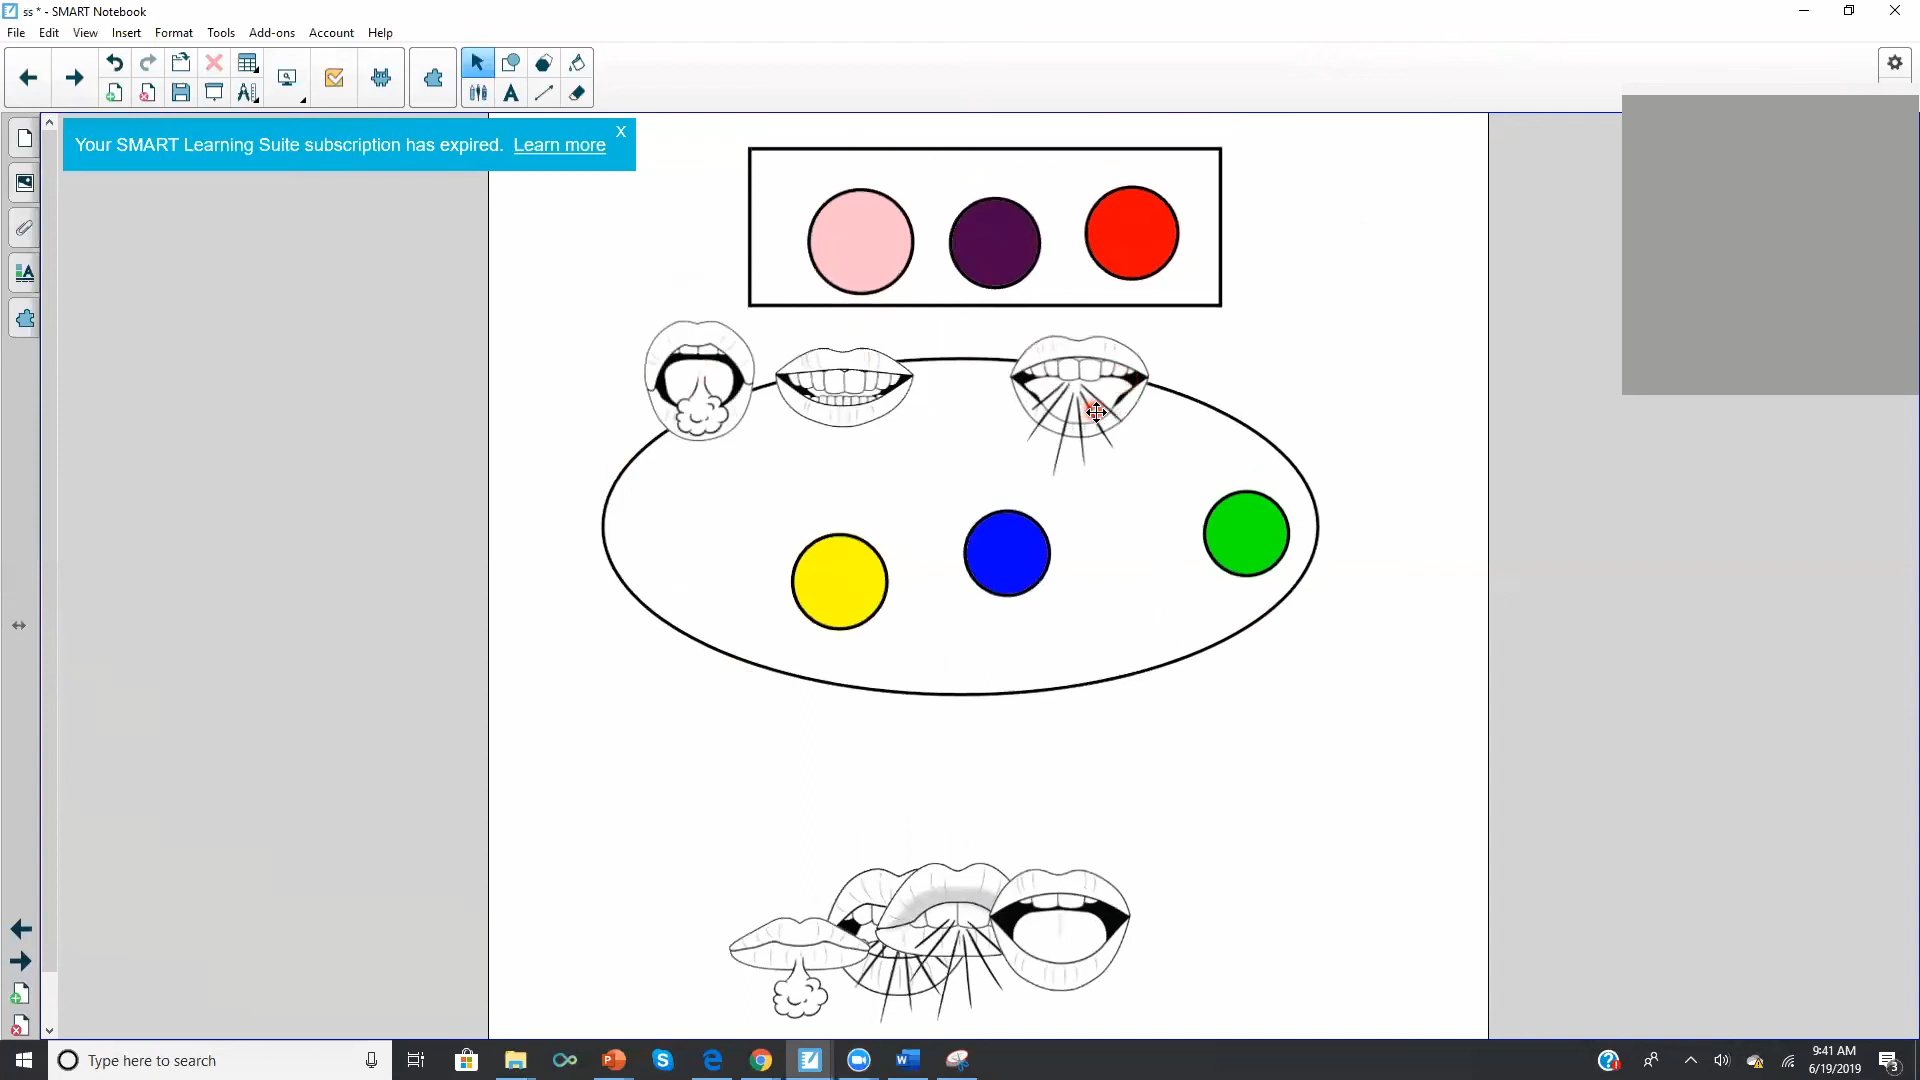 ss * - SMART Notebook
File Edit View Insert Format Tools Add-ons Account Help
Your SMART Learning Suite subscription has expired. Learn more X
Type here to search
9:41 AM
6/19/2019
3